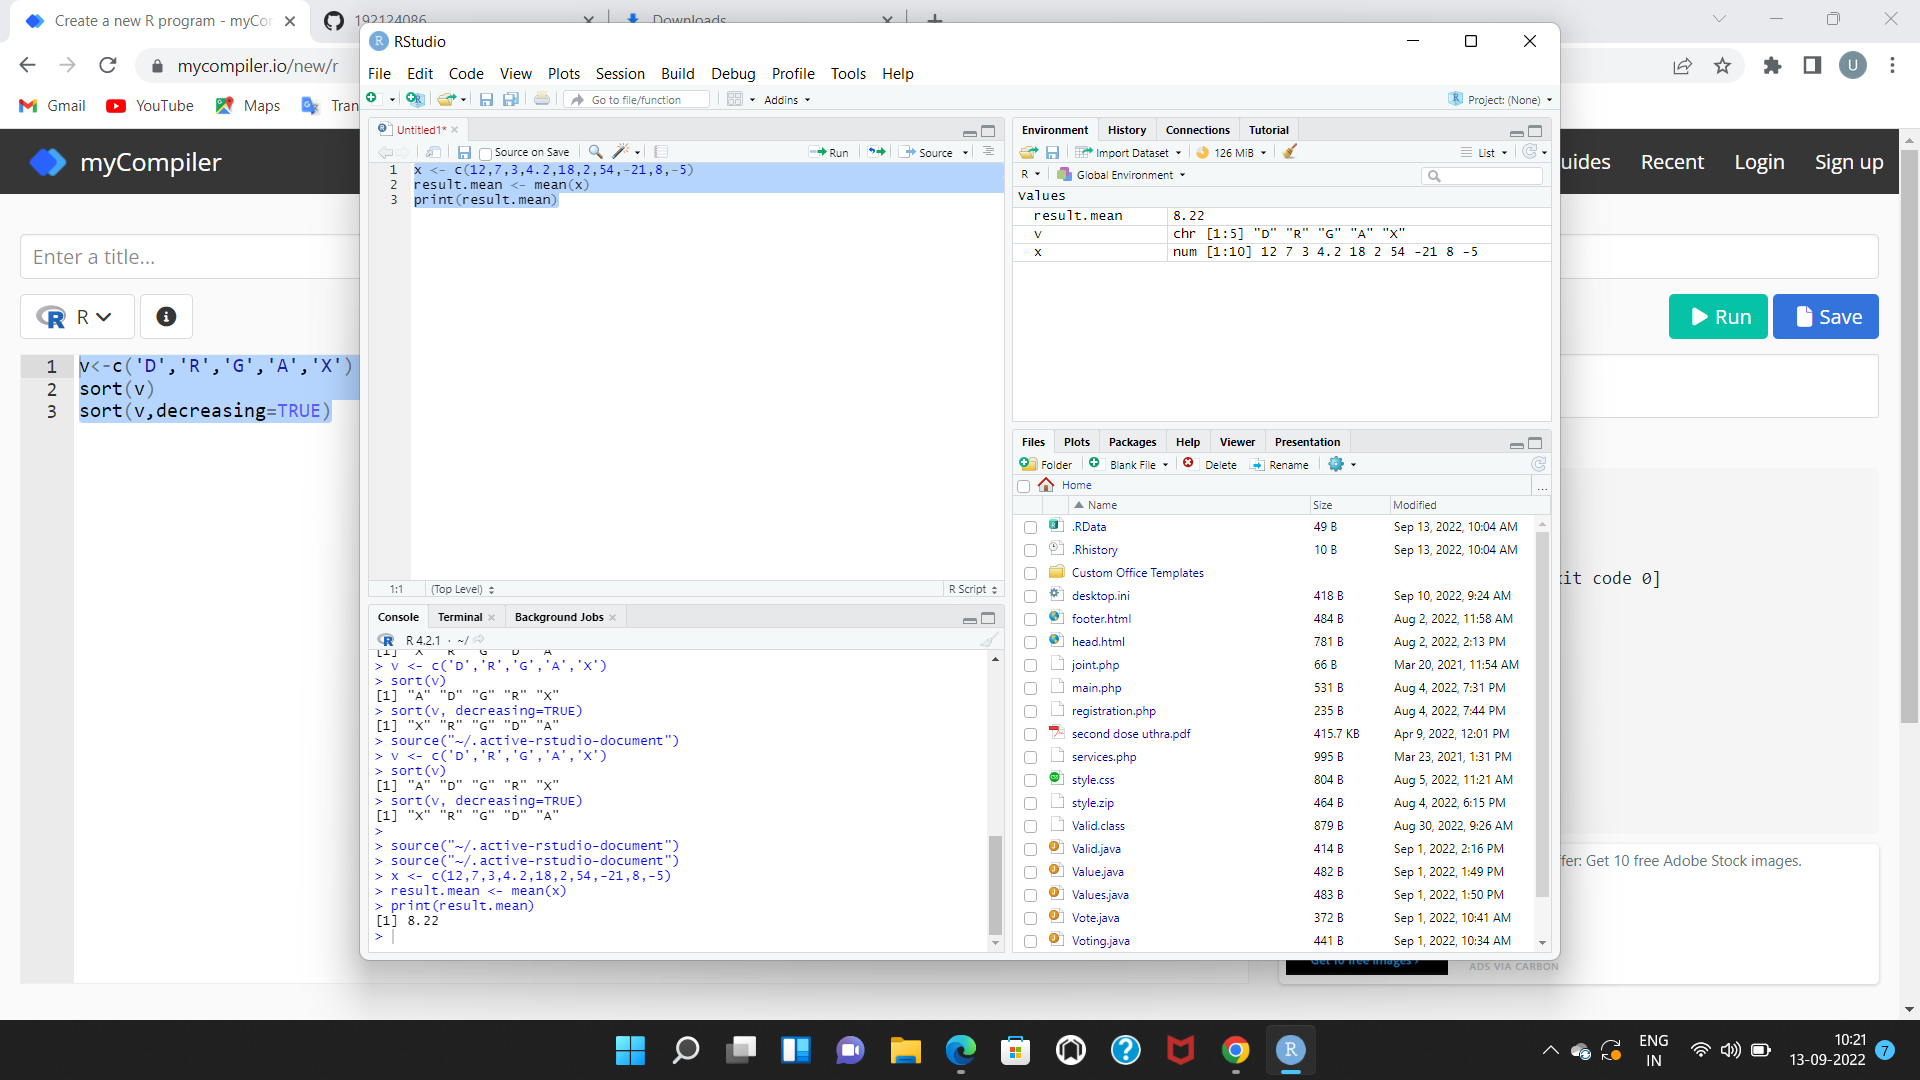 Create a new R program - myCon
192124086
Downloads
mycompiler.io/new/r
U
Gmail
YouTube
Maps
Tran
myCompiler
uides
Recent
Login
Sign up
Enter a title...
R
Run
Save
1 v<-c('D','R','G','A','X')
2 sort(v)
3 sort(v,decreasing=TRUE)
xit code 0]
fer: Get 10 free Adobe Stock images.
Get 10 free images >
ADS VIA CARBON
RStudio
File Edit Code View Plots Session Build Debug Profile Tools Help
Go to file/function
Addins
Project: (None)
Untitled1*
Source on Save
Run
Source
1 x <- c(12,7,3,4.2,18,2,54,-21,8,-5)
2 result.mean <- mean(x)
3 print(result.mean)
1:1
(Top Level)
R Script
Console
Terminal
Background Jobs
R 4.2.1 · ~/
[1] "X" "R" "G" "D" "A"
> v <- c('D','R','G','A','X')
> sort(v)
[1] "A" "D" "G" "R" "X"
> sort(v, decreasing=TRUE)
[1] "X" "R" "G" "D" "A"
> source("~/.active-rstudio-document")
> v <- c('D','R','G','A','X')
> sort(v)
[1] "A" "D" "G" "R" "X"
> sort(v, decreasing=TRUE)
[1] "X" "R" "G" "D" "A"
>
> source("~/.active-rstudio-document")
> source("~/.active-rstudio-document")
> x <- c(12,7,3,4.2,18,2,54,-21,8,-5)
> result.mean <- mean(x)
> print(result.mean)
[1] 8.22
>
Environment
History
Connections
Tutorial
Import Dataset
126 MiB
List
R
Global Environment
Values
result.mean 8.22
v chr [1:5] "D" "R" "G" "A" "X"
x num [1:10] 12 7 3 4.2 18 2 54 -21 8 -5
Files
Plots
Packages
Help
Viewer
Presentation
Folder
Blank File
Delete
Rename
Home
...
Name Size Modified
.RData 49 B Sep 13, 2022, 10:04 AM
.Rhistory 10 B Sep 13, 2022, 10:04 AM
Custom Office Templates
desktop.ini 418 B Sep 10, 2022, 9:24 AM
footer.html 484 B Aug 2, 2022, 11:58 AM
head.html 781 B Aug 2, 2022, 2:13 PM
joint.php 66 B Mar 20, 2021, 11:54 AM
main.php 531 B Aug 4, 2022, 7:31 PM
registration.php 235 B Aug 4, 2022, 7:44 PM
second dose uthra.pdf 415.7 KB Apr 9, 2022, 12:01 PM
services.php 995 B Mar 23, 2021, 1:31 PM
style.css 804 B Aug 5, 2022, 11:21 AM
style.zip 464 B Aug 4, 2022, 6:15 PM
Valid.class 879 B Aug 30, 2022, 9:26 AM
Valid.java 414 B Sep 1, 2022, 2:16 PM
Value.java 482 B Sep 1, 2022, 1:49 PM
Values.java 483 B Sep 1, 2022, 1:50 PM
Vote.java 372 B Sep 1, 2022, 10:41 AM
Voting.java 441 B Sep 1, 2022, 10:34 AM
ENG
IN
10:21
13-09-2022
7